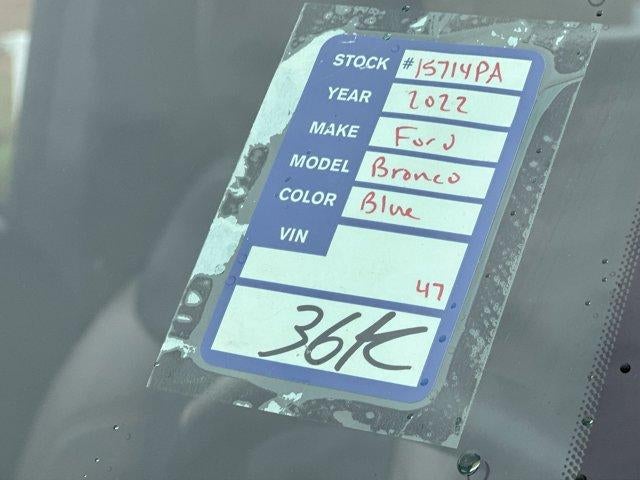 STOCK # 15714PA
YEAR 2022
MAKE Ford
MODEL Bronco
COLOR Blue
VIN
47
36K